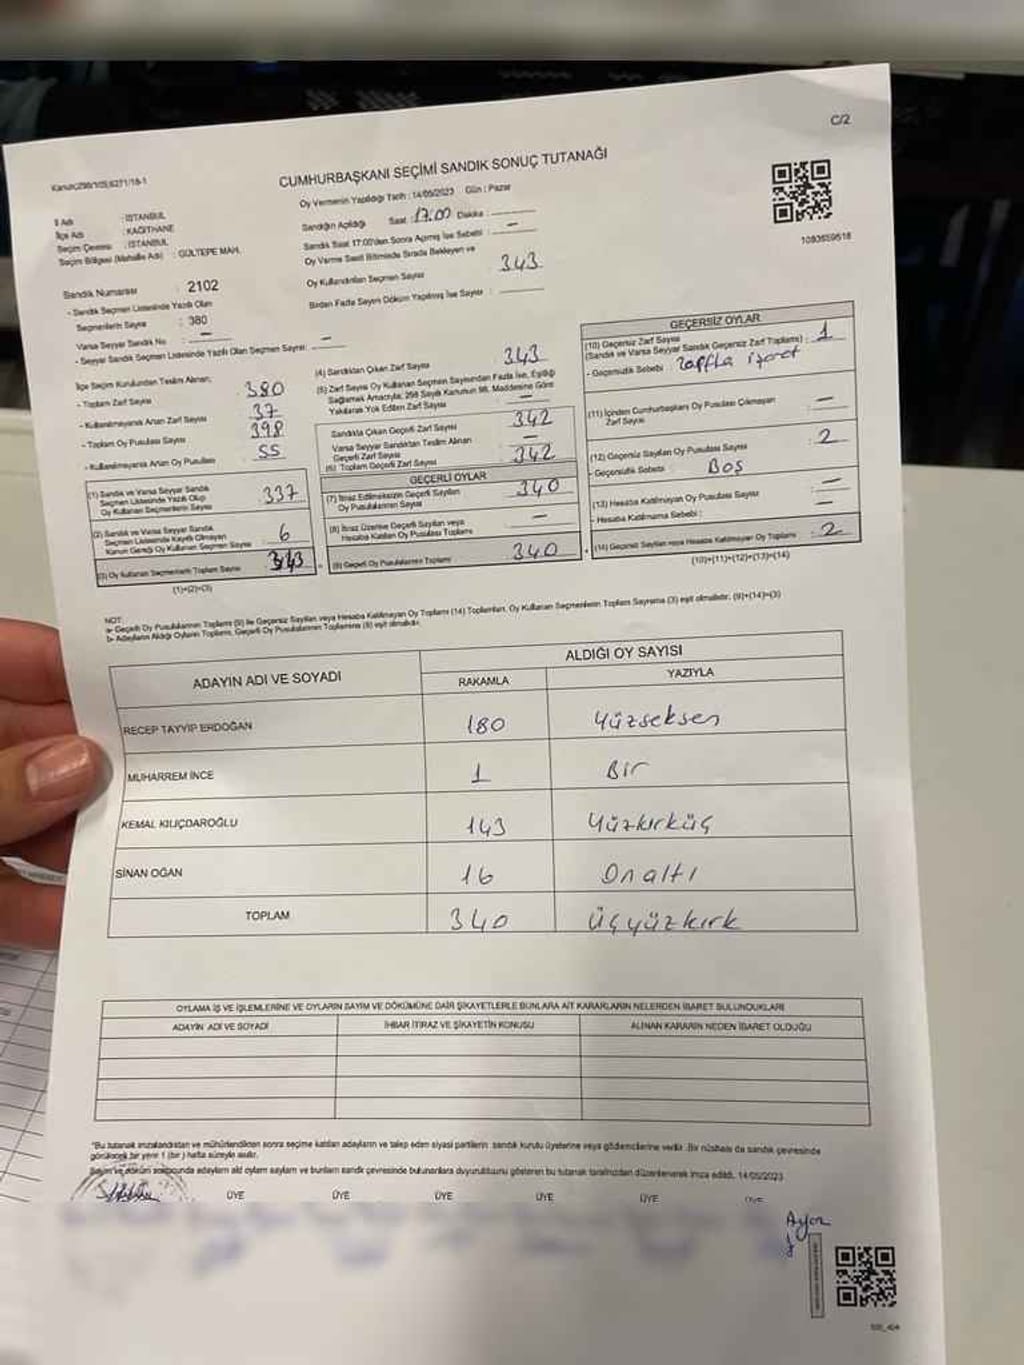 C/2
Kanun(298/105)6271/18-1
CUMHURBAŞKANI SEÇİMİ SANDIK SONUÇ TUTANAĞI
Oy Vermenin Yapıldığı Tarih : 14/05/2023 Gün : Pazar
İl Adı : İSTANBUL
İlçe Adı : KAĞITHANE
Seçim Çevresi : İSTANBUL
Seçim Bölgesi (Mahalle Adı) : GÜLTEPE MAH.
Sandığın Açıldığı Saat : 17.00 Dakika : —
Sandık Saat 17:00'den Sonra Açılmış İse Sebebi : —
Oy Verme Saati Bitiminde Sırada Bekleyen ve
Oy Kullandırılan Seçmen Sayısı : 343
Birden Fazla Sayım Döküm Yapılmış İse Sayısı :
1083659518
Sandık Numarası : 2102
- Sandık Seçmen Listesinde Yazılı Olan
Seçmenlerin Sayısı : 380
Varsa Seyyar Sandık No : —
- Seyyar Sandık Seçmen Listesinde Yazılı Olan Seçmen Sayısı: —
İlçe Seçim Kurulundan Teslim Alınan;
- Toplam Zarf Sayısı : 380
- Kullanılmayarak Artan Zarf Sayısı : 37
- Toplam Oy Pusulası Sayısı : 398
- Kullanılmayarak Artan Oy Pusulası : 55
(1) Sandık ve Varsa Seyyar Sandık
Seçmen Listesinde Yazılı Olup
Oy Kullanan Seçmenlerin Sayısı : 337
(2) Sandık ve Varsa Seyyar Sandık
Seçmen Listesinde Kayıtlı Olmayan
Kanun Gereği Oy Kullanan Seçmen Sayısı : 6
(3) Oy Kullanan Seçmenlerin Toplam Sayısı : 343
(1)+(2)=(3)
(4) Sandıktan Çıkan Zarf Sayısı : 343
(5) Zarf Sayısı Oy Kullanan Seçmen Sayısından Fazla İse, Eşitliği
Sağlamak Amacıyla; 298 Sayılı Kanunun 98. Maddesine Göre
Yakılarak Yok Edilen Zarf Sayısı : —
Sandıkta Çıkan Geçerli Zarf Sayısı : 342
Varsa Seyyar Sandıktan Teslim Alınan
Geçerli Zarf Sayısı : —
(6) Toplam Geçerli Zarf Sayısı : 342
GEÇERLİ OYLAR
(7) İtiraz Edilmeksizin Geçerli Sayılan
Oy Pusulası Sayısı : 340
(8) İtiraz Üzerine Geçerli Sayılan veya
Hesaba Katılan Oy Pusulası Toplamı : —
(9) Geçerli Oy Pusulalarının Toplamı : 340
GEÇERSİZ OYLAR
(10) Geçersiz Zarf Sayısı
(Sandık ve Varsa Seyyar Sandık Geçersiz Zarf Toplamı) : 1
- Geçersizlik Sebebi : zarfta işaret
(11) İçinden Cumhurbaşkanı Oy Pusulası Çıkmayan
Zarf Sayısı : —
(12) Geçersiz Sayılan Oy Pusulası Sayısı : 2
- Geçersizlik Sebebi : Boş
(13) Hesaba Katılmayan Oy Pusulası Sayısı : —
- Hesaba Katılmama Sebebi : —
(14) Geçersiz Sayılan veya Hesaba Katılmayan Oy Toplamı : 2
(10)+(11)+(12)+(13)=(14)
NOT:
a- Geçerli Oy Pusulalarının Toplamı (9) ile Geçersiz Sayılan veya Hesaba Katılmayan Oy Toplamı (14) Toplamları, Oy Kullanan Seçmenlerin Toplam Sayısına (3) eşit olmalıdır. (9)+(14)=(3)
b- Adayların Aldığı Oyların Toplamı, Geçerli Oy Pusulalarının Toplamına (9) eşit olmalıdır.
ADAYIN ADI VE SOYADI
ALDIĞI OY SAYISI
RAKAMLA YAZIYLA
RECEP TAYYİP ERDOĞAN 180 Yüzseksen
MUHARREM İNCE 1 Bir
KEMAL KILIÇDAROĞLU 143 Yüzkırküç
SİNAN OĞAN 16 Onaltı
TOPLAM 340 Üçyüzkırk
OYLAMA İŞ VE İŞLEMLERİNE VE OYLARIN SAYIM VE DÖKÜMÜNE DAİR ŞİKAYETLERLE BUNLARA AİT KARARLARIN NELERDEN İBARET BULUNDUKLARI
ADAYIN ADI VE SOYADI İHBAR İTİRAZ VE ŞİKAYETİN KONUSU ALINAN KARARIN NEDEN İBARET OLDUĞU
*Bu tutanak imzalandıktan ve mühürlendikten sonra seçime katılan adayların ve talep eden siyasi partilerin sandık kurulu üyelerine veya gözlemcilerine verilir. Bir nüshası da sandık çevresinde
görülecek bir yere 1 (bir) hafta süreyle asılır.
Sayım ve döküm sonucunda adayların aldığı oyların sayılanı ve bunların sandık çevresinde bulunanlara duyurulduğunu gösteren bu tutanak tarafımızdan düzenlenerek imza edildi. 14/05/2023
ÜYE ÜYE ÜYE ÜYE ÜYE ÜYE